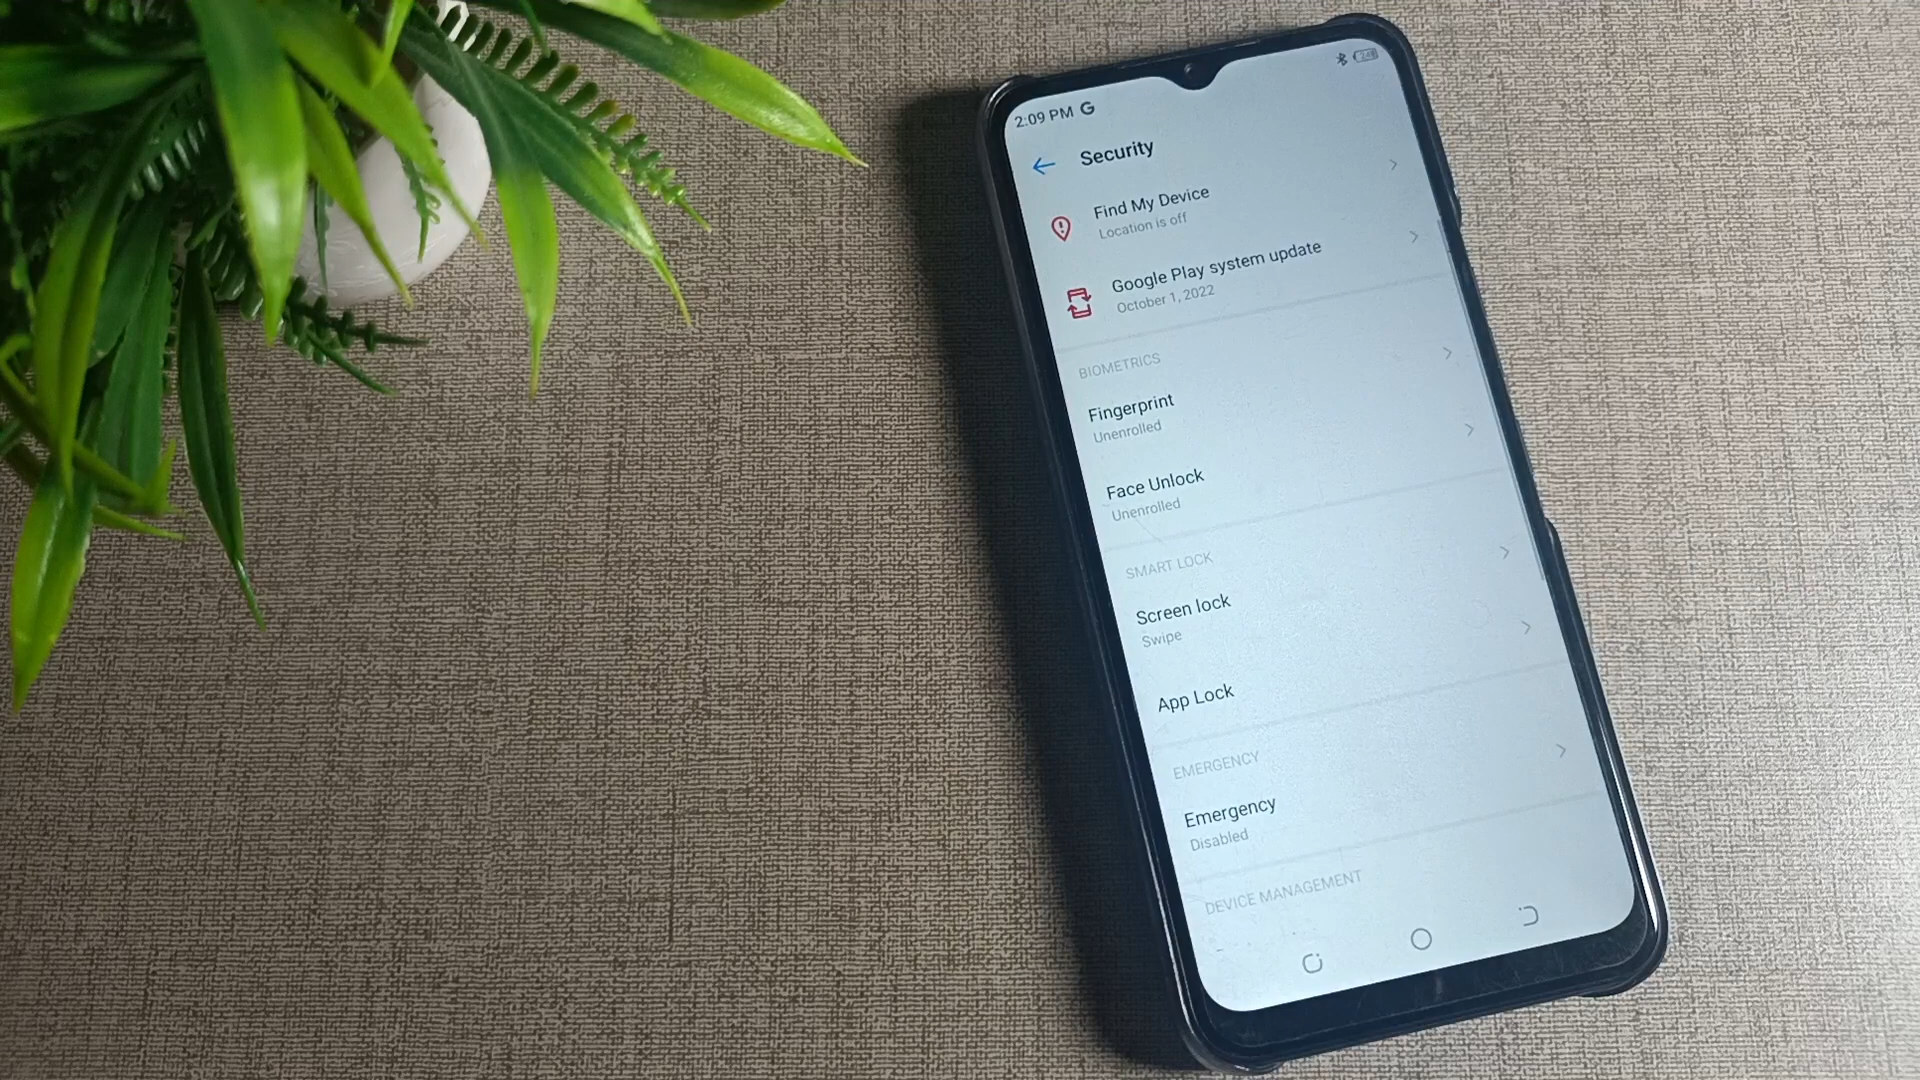 2:09 PM G
Security
Find My Device
Location is off
Google Play system update
October 1, 2022
BIOMETRICS
Fingerprint
Unenrolled
Face Unlock
Unenrolled
SMART LOCK
Screen lock
Swipe
App Lock
EMERGENCY
Emergency
Disabled
DEVICE MANAGEMENT